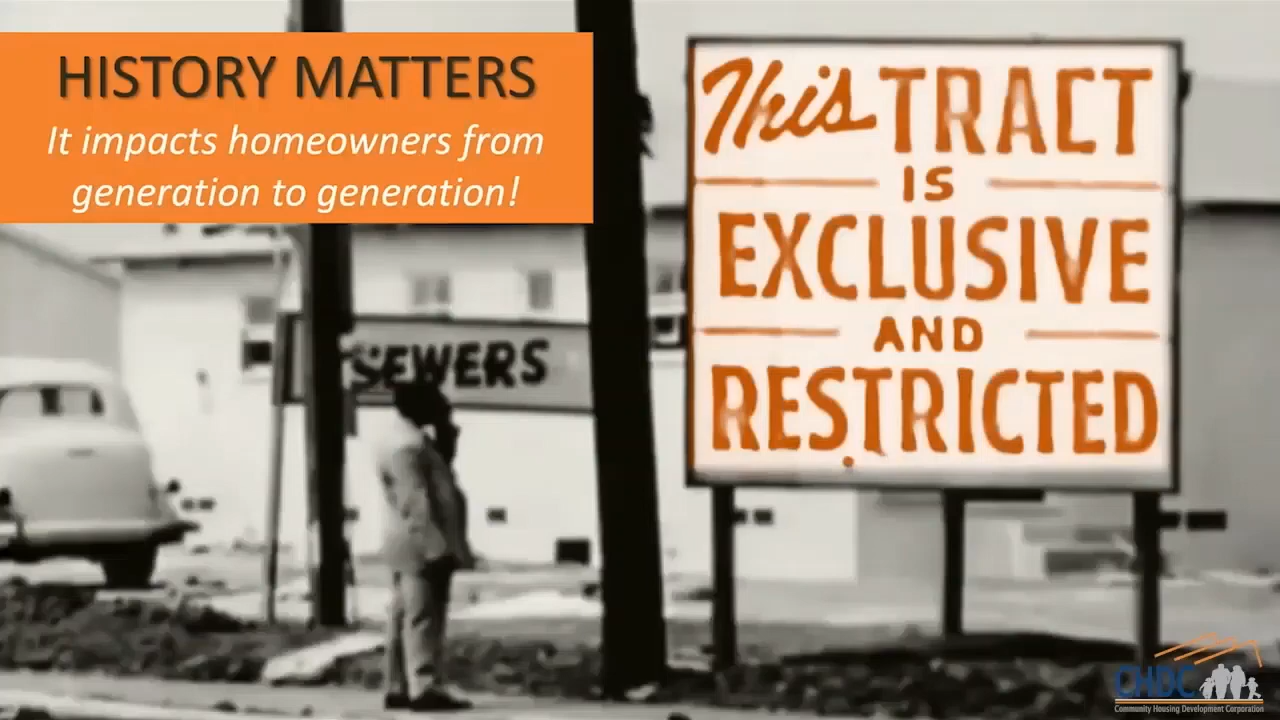 HISTORY MATTERS
It impacts homeowners from
generation to generation!
This TRACT
IS
EXCLUSIVE
AND
RESTRICTED
SEWERS
CHDC
Community Housing Development Corporation